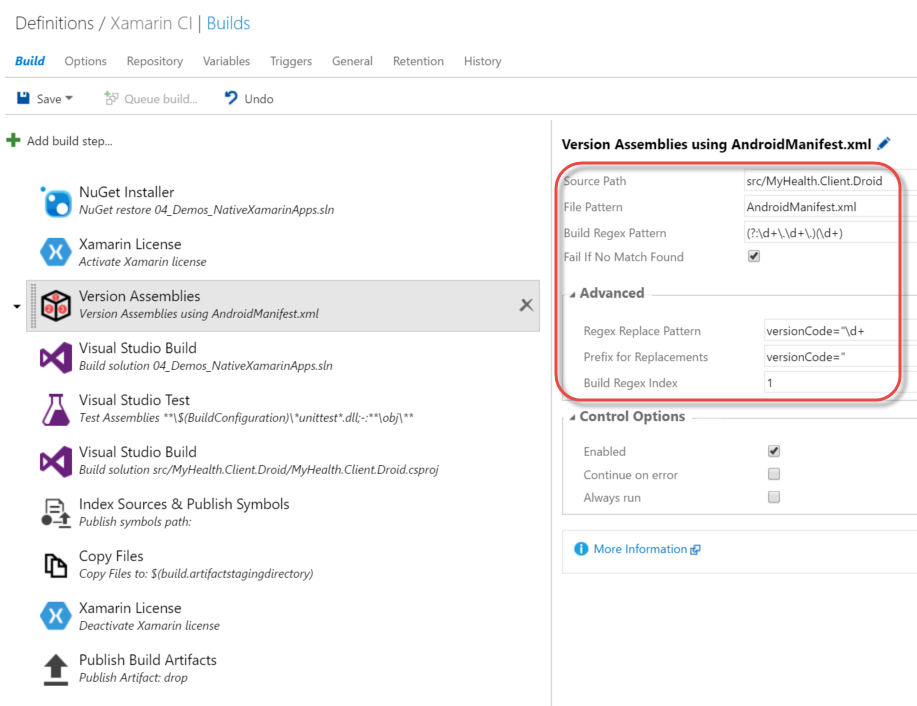 Definitions / Xamarin CI | Builds
Build Options Repository Variables Triggers General Retention History
Save Queue build... Undo
Add build step...
NuGet Installer
NuGet restore 04_Demos_NativeXamarinApps.sln
Xamarin License
Activate Xamarin license
Version Assemblies
Version Assemblies using AndroidManifest.xml
Visual Studio Build
Build solution 04_Demos_NativeXamarinApps.sln
Visual Studio Test
Test Assemblies **\$(BuildConfiguration)\*unittest*.dll;-:**\obj\**
Visual Studio Build
Build solution src/MyHealth.Client.Droid/MyHealth.Client.Droid.csproj
Index Sources & Publish Symbols
Publish symbols path:
Copy Files
Copy Files to: $(build.artifactstagingdirectory)
Xamarin License
Deactivate Xamarin license
Publish Build Artifacts
Publish Artifact: drop
Version Assemblies using AndroidManifest.xml
Source Path src/MyHealth.Client.Droid
File Pattern AndroidManifest.xml
Build Regex Pattern (?:\d+\.\d+\.)(\d+)
Fail If No Match Found
Advanced
Regex Replace Pattern versionCode="\d+
Prefix for Replacements versionCode="
Build Regex Index 1
Control Options
Enabled
Continue on error
Always run
More Information